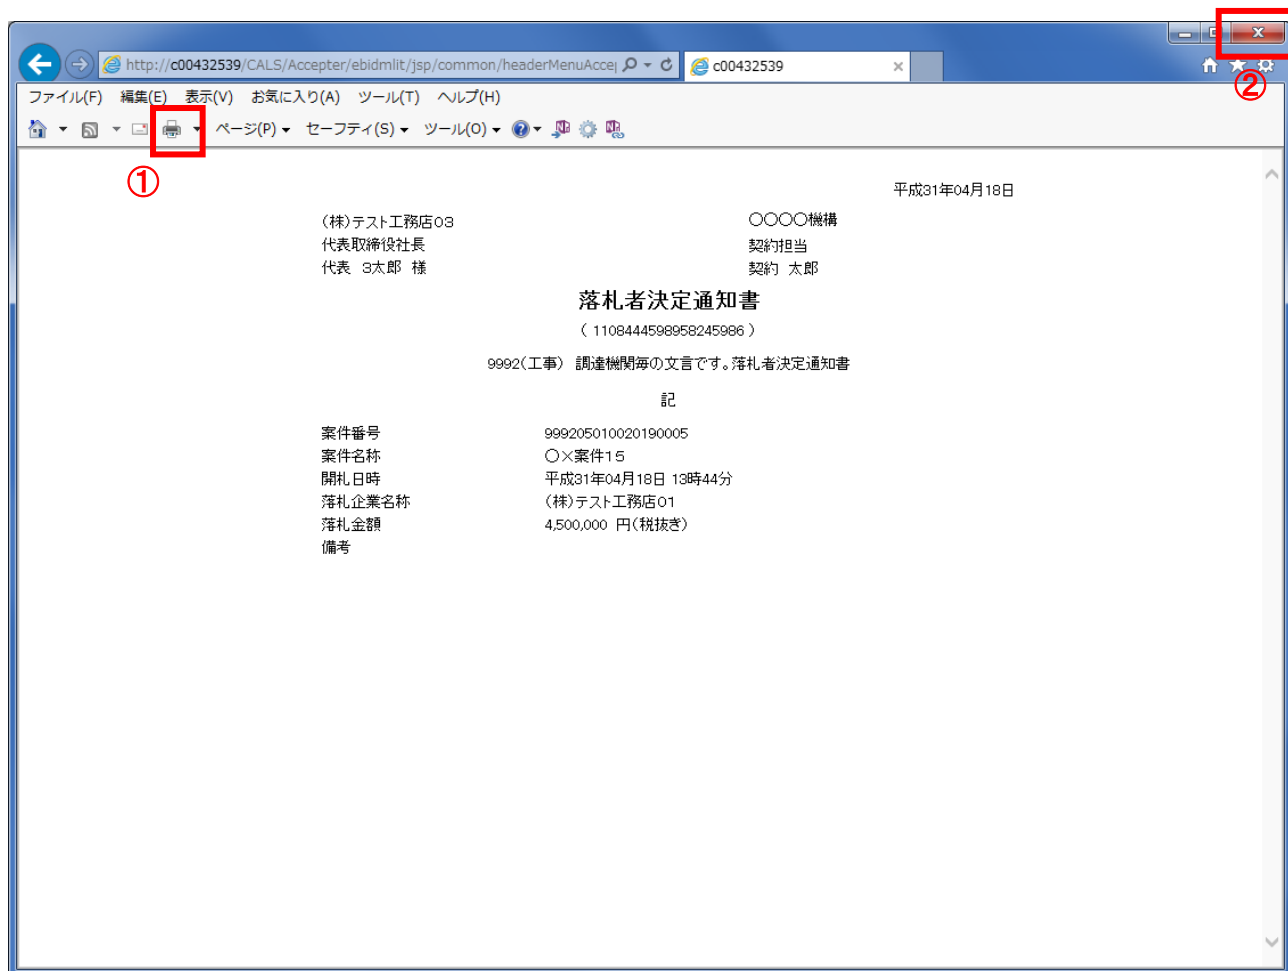 ②
http://c00432539/CALS/Accepter/ebidmlit/jsp/common/headerMenuAccep
c00432539
ファイル(F) 編集(E) 表示(V) お気に入り(A) ツール(T) ヘルプ(H)
ページ(P) セーフティ(S) ツール(O)
①
平成31年04月18日
(株)テスト工務店03
〇〇〇〇機構
代表取締役社長
契約担当
代表 3太郎 様
契約 太郎
落札者決定通知書
( 1108444598958245986 )
9992(工事) 調達機関毎の文言です。落札者決定通知書
記
案件番号 999205010020190005
案件名称 〇×案件15
開札日時 平成31年04月18日 13時44分
落札企業名称 (株)テスト工務店01
落札金額 4,500,000 円(税抜き)
備考